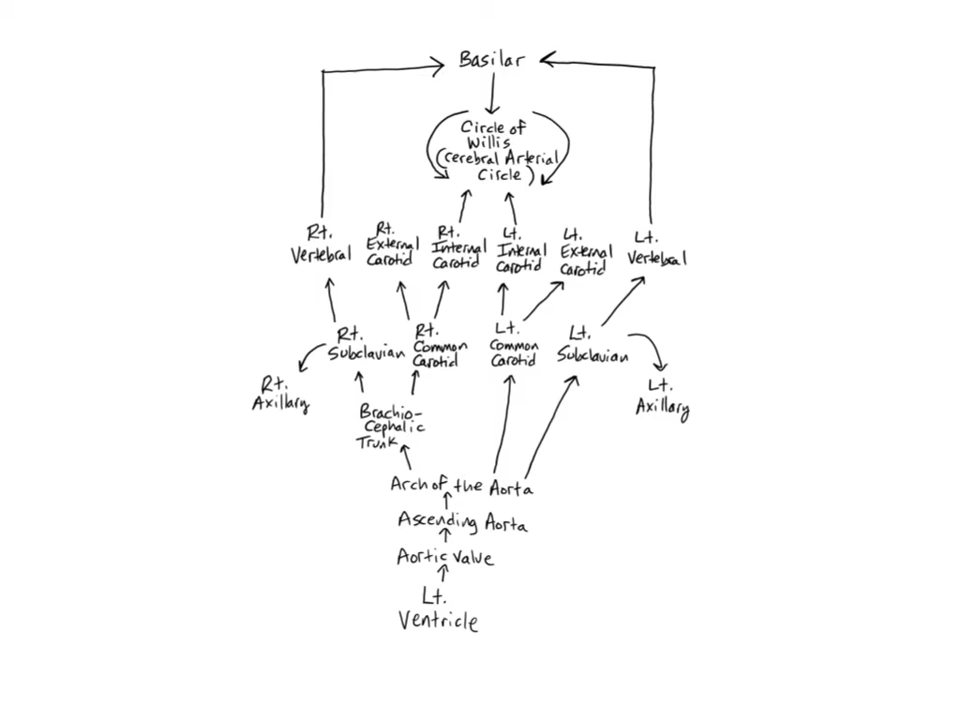 Basilar
Circle of
Willis
(cerebral Arterial
Circle)
Rt.
Vertebral
Rt.
External
Carotid
Rt.
Internal
Carotid
Lt.
Internal
Carotid
Lt.
External
Carotid
Lt.
Vertebral
Rt.
Subclavian
Rt.
Common
Carotid
Lt.
Common
Carotid
Lt.
Subclavian
Rt.
Axillary
Lt.
Axillary
Brachio-
Cephalic
Trunk
Arch of the Aorta
Ascending Aorta
Aortic Valve
Lt.
Ventricle